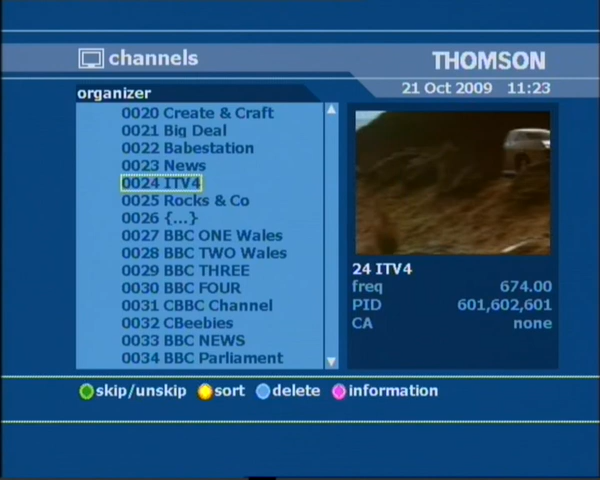 channels
THOMSON
21 Oct 2009 11:23
organizer
0020 Create & Craft
0021 Big Deal
0022 Babestation
0023 News
0024 ITV4
0025 Rocks & Co
0026 {...}
0027 BBC ONE Wales
0028 BBC TWO Wales
0029 BBC THREE
0030 BBC FOUR
0031 CBBC Channel
0032 CBeebies
0033 BBC NEWS
0034 BBC Parliament
24 ITV4
freq 674.00
PID 601,602,601
CA none
skip/unskip sort delete information